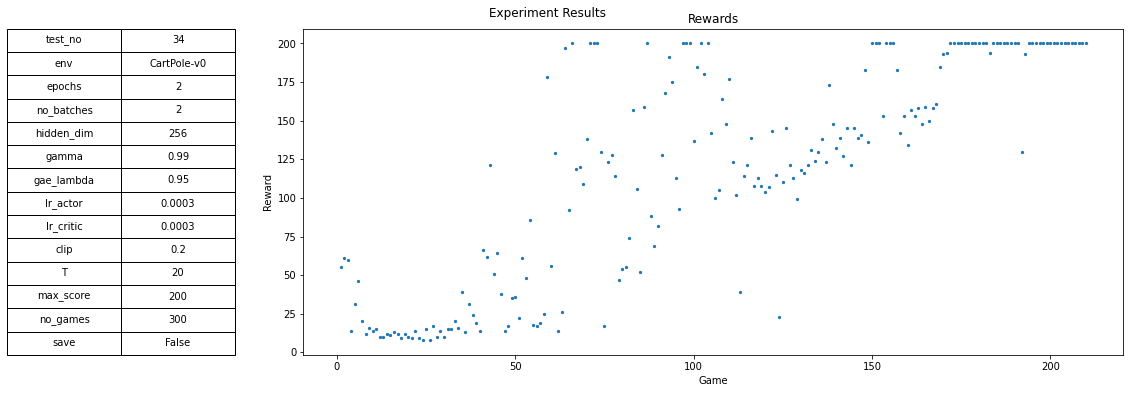 Experiment Results
test_no 34
env CartPole-v0
epochs 2
no_batches 2
hidden_dim 256
gamma 0.99
gae_lambda 0.95
lr_actor 0.0003
lr_critic 0.0003
clip 0.2
T 20
max_score 200
no_games 300
save False
Rewards
Reward
200
175
150
125
100
75
50
25
0
0 50 100 150 200
Game